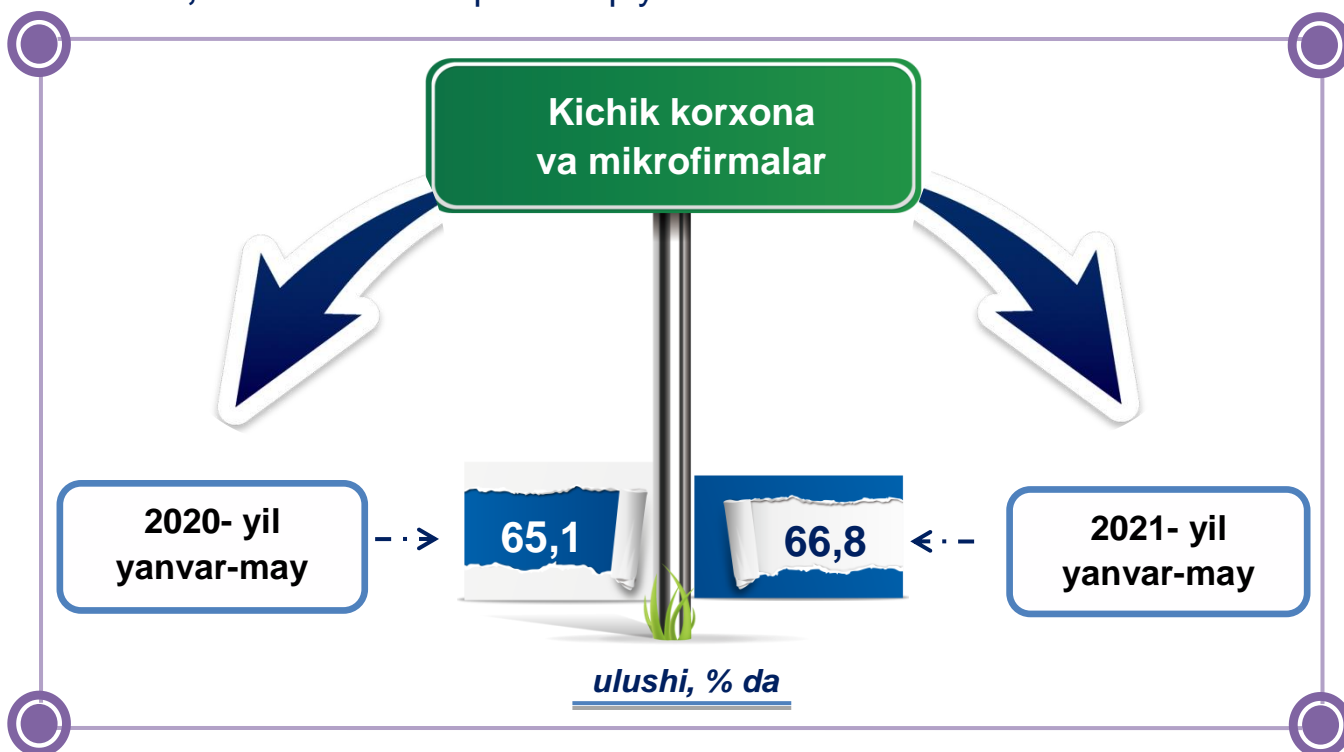 Kichik korxona
va mikrofirmalar
2020- yil
yanvar-may
65,1
66,8
2021- yil
yanvar-may
ulushi, % da